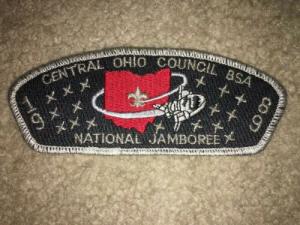 CENTRAL OHIO COUNCIL BSA
19 89
NATIONAL JAMBOREE